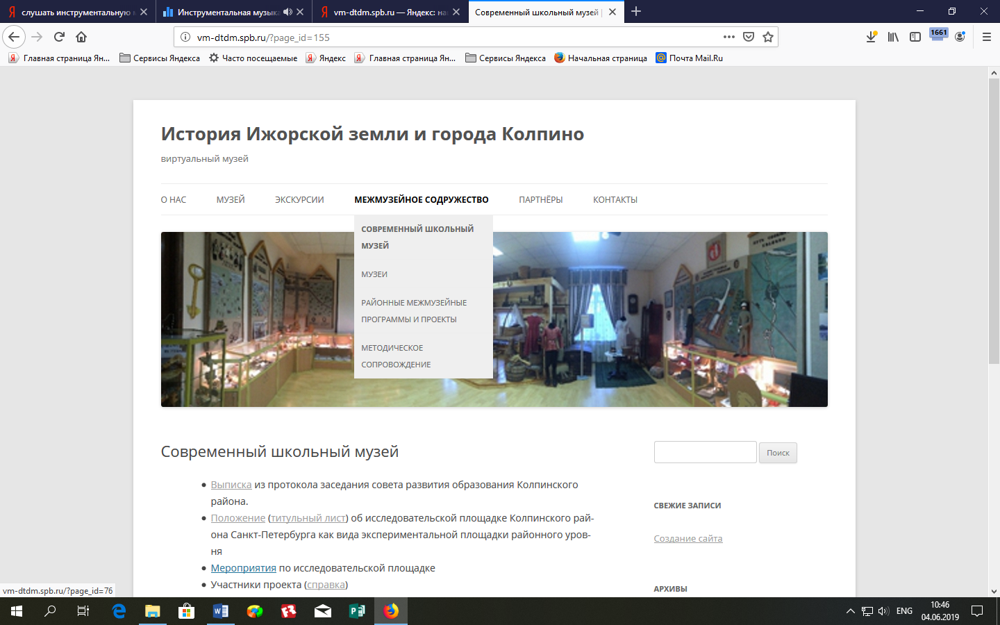 слушать инструментальную м
Инструментальная музыка
vm-dtdm.spb.ru — Яндекс: на
Современный школьный музей |
vm-dtdm.spb.ru/?page_id=155
1661
Главная страница Ян...
Сервисы Яндекса
Часто посещаемые
Яндекс
Главная страница Ян...
Сервисы Яндекса
Начальная страница
Почта Mail.Ru
История Ижорской земли и города Колпино
виртуальный музей
О НАС
МУЗЕЙ
ЭКСКУРСИИ
МЕЖМУЗЕЙНОЕ СОДРУЖЕСТВО
ПАРТНЁРЫ
КОНТАКТЫ
СОВРЕМЕННЫЙ ШКОЛЬНЫЙ
МУЗЕЙ
МУЗЕИ
РАЙОННЫЕ МЕЖМУЗЕЙНЫЕ
ПРОГРАММЫ И ПРОЕКТЫ
МЕТОДИЧЕСКОЕ
СОПРОВОЖДЕНИЕ
Современный школьный музей
Выписка из протокола заседания совета развития образования Колпинского
района.
Положение (титульный лист) об исследовательской площадке Колпинского рай-
она Санкт-Петербурга как вида экспериментальной площадки районного уров-
ня
Мероприятия по исследовательской площадке
Участники проекта (справка)
Поиск
СВЕЖИЕ ЗАПИСИ
Создание сайта
АРХИВЫ
vm-dtdm.spb.ru/?page_id=76
ENG
10:46
04.06.2019